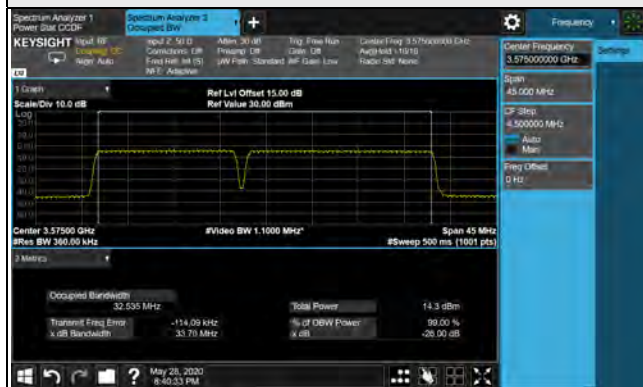 Spectrum Analyzer 1
Power Stat CCDF
Spectrum Analyzer 3
Occupied BW
+
Frequency
KEYSIGHT
Input: RF
Coupling: DC
Align: Auto
Input Z: 50 Ω
Corrections: Off
Freq Ref: Int (S)
NFE: Adaptive
Atten: 30 dB
Preamp: Off
µW Path: Standard
Trig: Free Run
Gate: Off
#IF Gain: Low
Center Freq: 3.575000000 GHz
Avg|Hold: >10/10
Radio Std: None
LXI
Center Frequency
3.575000000 GHz
Settings
Span
45.000 MHz
CF Step
4.500000 MHz
Auto
Man
Freq Offset
0 Hz
1 Graph
Scale/Div 10.0 dB
Ref Lvl Offset 15.00 dB
Ref Value 30.00 dBm
Log
Center 3.57500 GHz
#Res BW 360.00 kHz
#Video BW 1.1000 MHz*
Span 45 MHz
#Sweep 500 ms (1001 pts)
2 Metrics
Occupied Bandwidth
32.535 MHz
Total Power
14.3 dBm
Transmit Freq Error
-114.09 kHz
% of OBW Power
99.00 %
x dB Bandwidth
33.70 MHz
x dB
-26.00 dB
?
May 28, 2020
8:40:33 PM